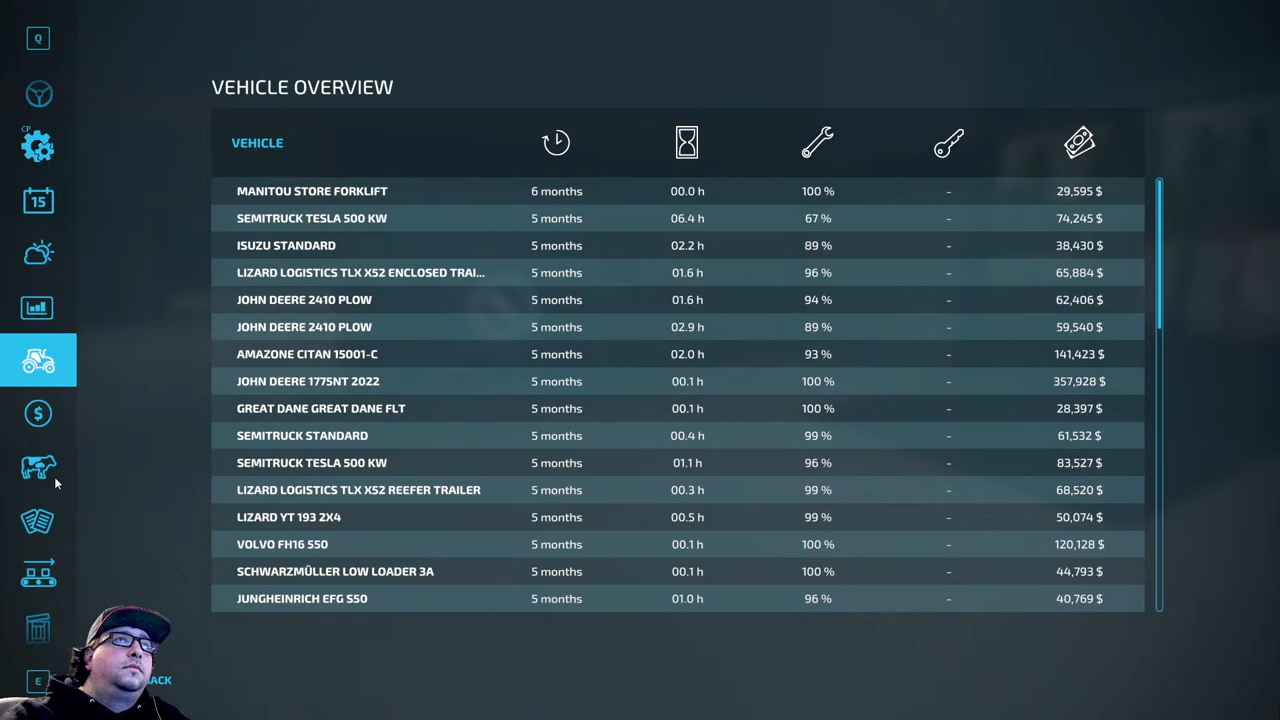 Q
VEHICLE OVERVIEW
CP
VEHICLE
15
MANITOU STORE FORKLIFT 6 months 00.0 h 100 % - 29,595 $
SEMITRUCK TESLA 500 KW 5 months 06.4 h 67 % - 74,245 $
ISUZU STANDARD 5 months 02.2 h 89 % - 38,430 $
LIZARD LOGISTICS TLX X52 ENCLOSED TRAI... 5 months 01.6 h 96 % - 65,884 $
JOHN DEERE 2410 PLOW 5 months 01.6 h 94 % - 62,406 $
JOHN DEERE 2410 PLOW 5 months 02.9 h 89 % - 59,540 $
AMAZONE CITAN 15001-C 5 months 02.0 h 93 % - 141,423 $
JOHN DEERE 1775NT 2022 5 months 00.1 h 100 % - 357,928 $
GREAT DANE GREAT DANE FLT 5 months 00.1 h 100 % - 28,397 $
SEMITRUCK STANDARD 5 months 00.4 h 99 % - 61,532 $
SEMITRUCK TESLA 500 KW 5 months 01.1 h 96 % - 83,527 $
LIZARD LOGISTICS TLX X52 REEFER TRAILER 5 months 00.3 h 99 % - 68,520 $
LIZARD YT 193 2X4 5 months 00.5 h 99 % - 50,074 $
VOLVO FH16 550 5 months 00.1 h 100 % - 120,128 $
SCHWARZMÜLLER LOW LOADER 3A 5 months 00.1 h 100 % - 44,793 $
JUNGHEINRICH EFG S50 5 months 01.0 h 96 % - 40,769 $
E
ACK